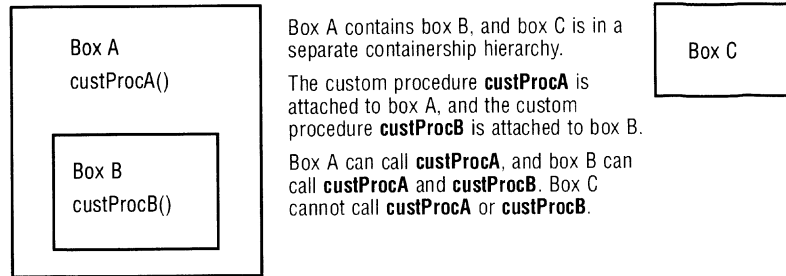 Box A
custProcA()
Box B
custProcB()
Box A contains box B, and box C is in a
separate containership hierarchy.
The custom procedure custProcA is
attached to box A, and the custom
procedure custProcB is attached to box B.
Box A can call custProcA, and box B can
call custProcA and custProcB. Box C
cannot call custProcA or custProcB.
Box C